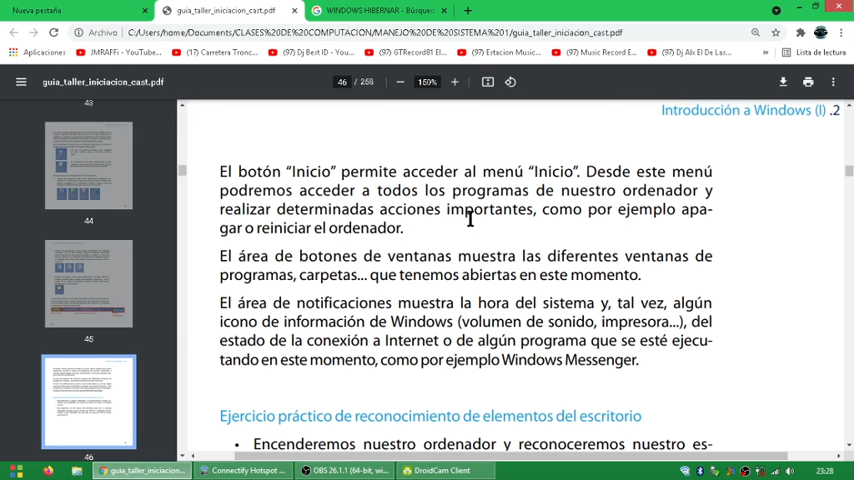 Nueva pestaña
guia_taller_iniciacion_cast.pdf
WINDOWS HIBERNAR - Búsqued
Archivo
C:/Users/home/Documents/CLASES%20DE%20COMPUTACION/MANEJO%20DE%20SISTEMA%201/guia_taller_iniciacion_cast.pdf
Aplicaciones
JMRAFFi - YouTube...
(17) Carretera Tronc...
(97) Dj Best ID - You...
(97) GTRecord81 El...
(97) Estacion Music...
(97) Music Record E...
(97) Dj Alx El De Las...
»
Lista de lectura
guia_taller_iniciacion_cast.pdf
46 / 256
150%
43
44
45
46
Introducción a Windows (I) .2
El botón “Inicio” permite acceder al menú “Inicio”. Desde este menú
podremos acceder a todos los programas de nuestro ordenador y
realizar determinadas acciones importantes, como por ejemplo apa-
gar o reiniciar el ordenador.
El área de botones de ventanas muestra las diferentes ventanas de
programas, carpetas... que tenemos abiertas en este momento.
El área de notificaciones muestra la hora del sistema y, tal vez, algún
icono de información de Windows (volumen de sonido, impresora...), del
estado de la conexión a Internet o de algún programa que se esté ejecu-
tando en este momento, como por ejemplo Windows Messenger.
Ejercicio práctico de reconocimiento de elementos del escritorio
• Encenderemos nuestro ordenador y reconoceremos nuestro es-
guia_taller_iniciacion...
Connectify Hotspot ...
OBS 26.1.1 (64-bit, wi...
DroidCam Client
23:28